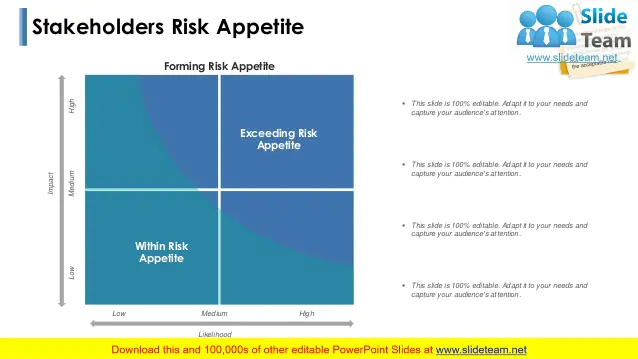 Stakeholders Risk Appetite
Slide
Team
www.slideteam.net
Forming Risk Appetite
High
Medium
Low
Impact
Exceeding Risk
Appetite
Within Risk
Appetite
Low Medium High
Likelihood
• This slide is 100% editable. Adapt it to your needs and
capture your audience's attention.
• This slide is 100% editable. Adapt it to your needs and
capture your audience's attention.
• This slide is 100% editable. Adapt it to your needs and
capture your audience's attention.
• This slide is 100% editable. Adapt it to your needs and
capture your audience's attention.
Download this and 100,000s of other editable PowerPoint Slides at www.slideteam.net